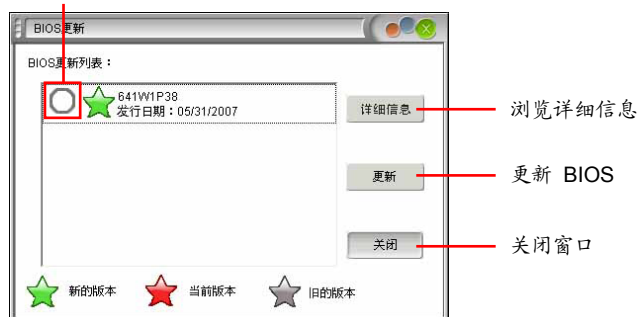 BIOS更新
BIOS更新列表：
641W1P38
发行日期：05/31/2007
详细信息
浏览详细信息
更新
更新 BIOS
关闭
关闭窗口
新的版本
当前版本
旧的版本